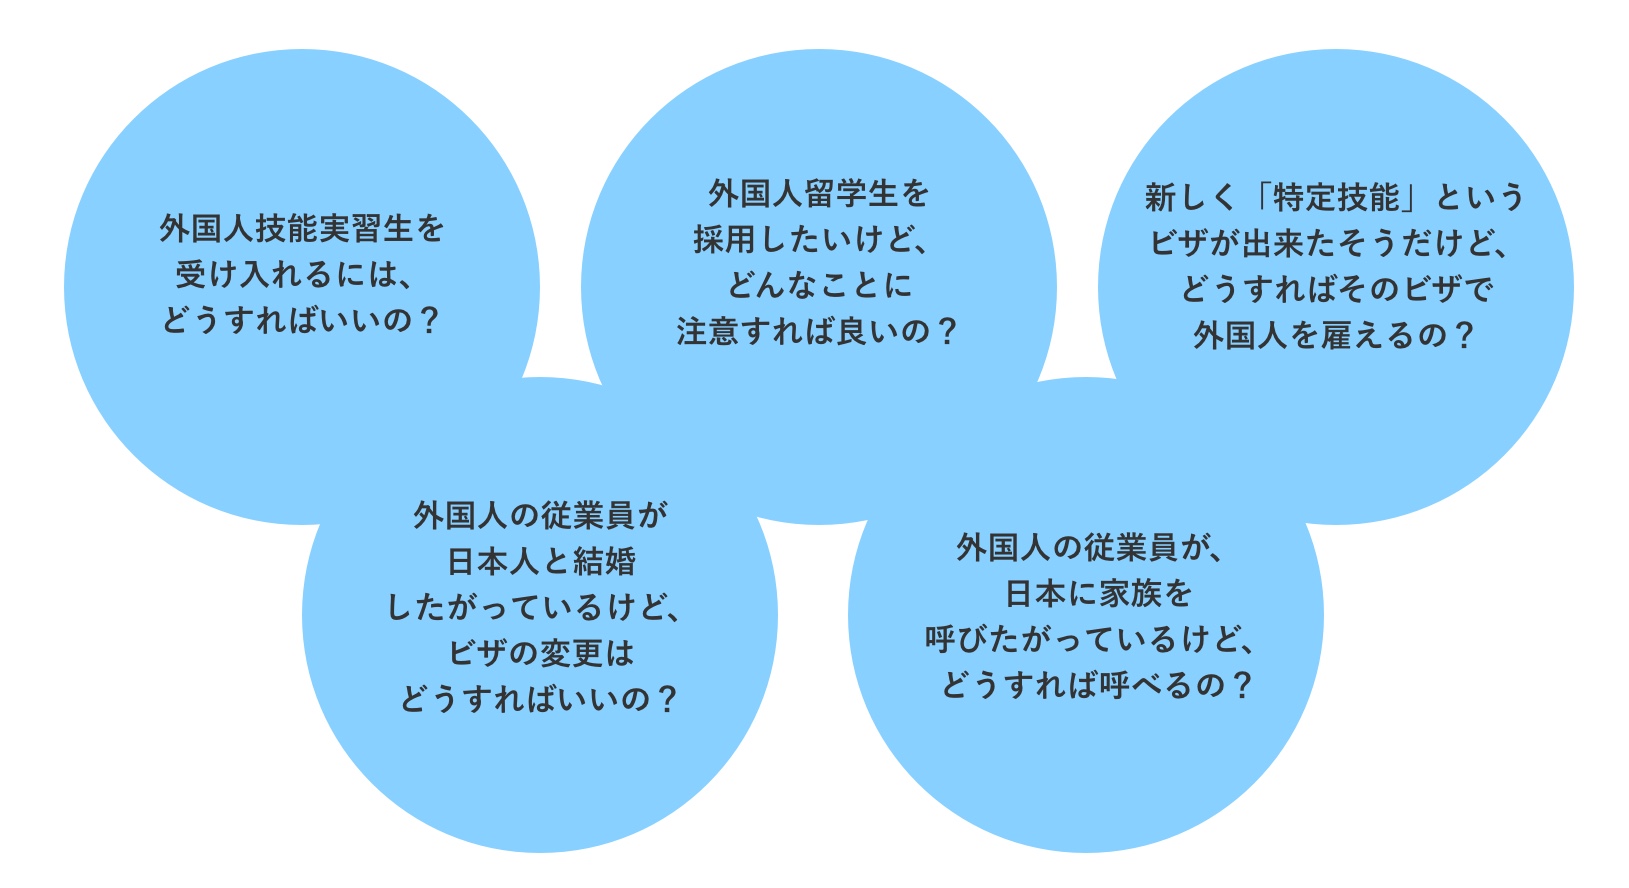 外国人技能実習生を
受け入れるには、
どうすればいいの？
外国人留学生を
採用したいけど、
どんなことに
注意すれば良いの？
新しく「特定技能」という
ビザが出来たそうだけど、
どうすればそのビザで
外国人を雇えるの？
外国人の従業員が
日本人と結婚
したがっているけど、
ビザの変更は
どうすればいいの？
外国人の従業員が、
日本に家族を
呼びたがっているけど、
どうすれば呼べるの？